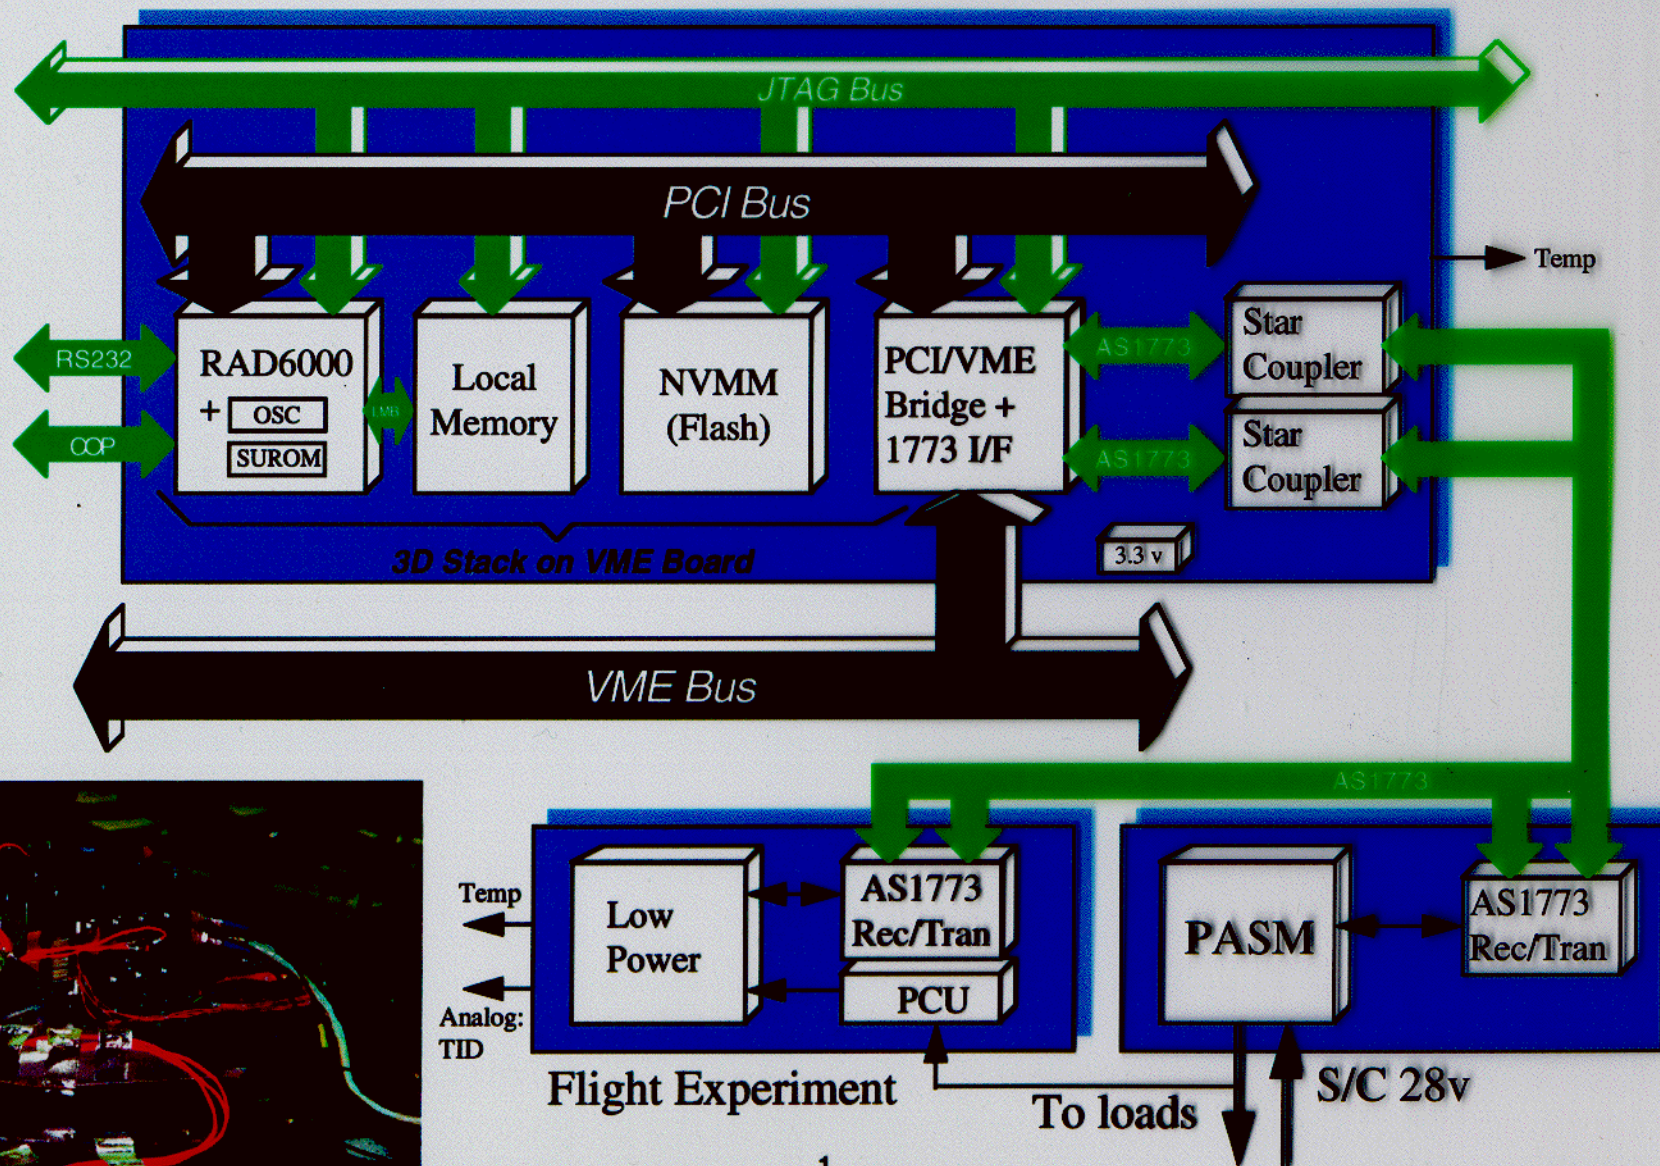 JTAG Bus
PCI Bus
Temp
RS232
COP
RAD6000
+ OSC
SUROM
LMB
Local
Memory
NVMM
(Flash)
PCI/VME
Bridge +
1773 I/F
AS1773
AS1773
Star
Coupler
Star
Coupler
3.3 v
3D Stack on VME Board
VME Bus
AS1773
Temp
Analog:
TID
Low
Power
AS1773
Rec/Tran
PCU
PASM
AS1773
Rec/Tran
Flight Experiment
To loads
S/C 28v